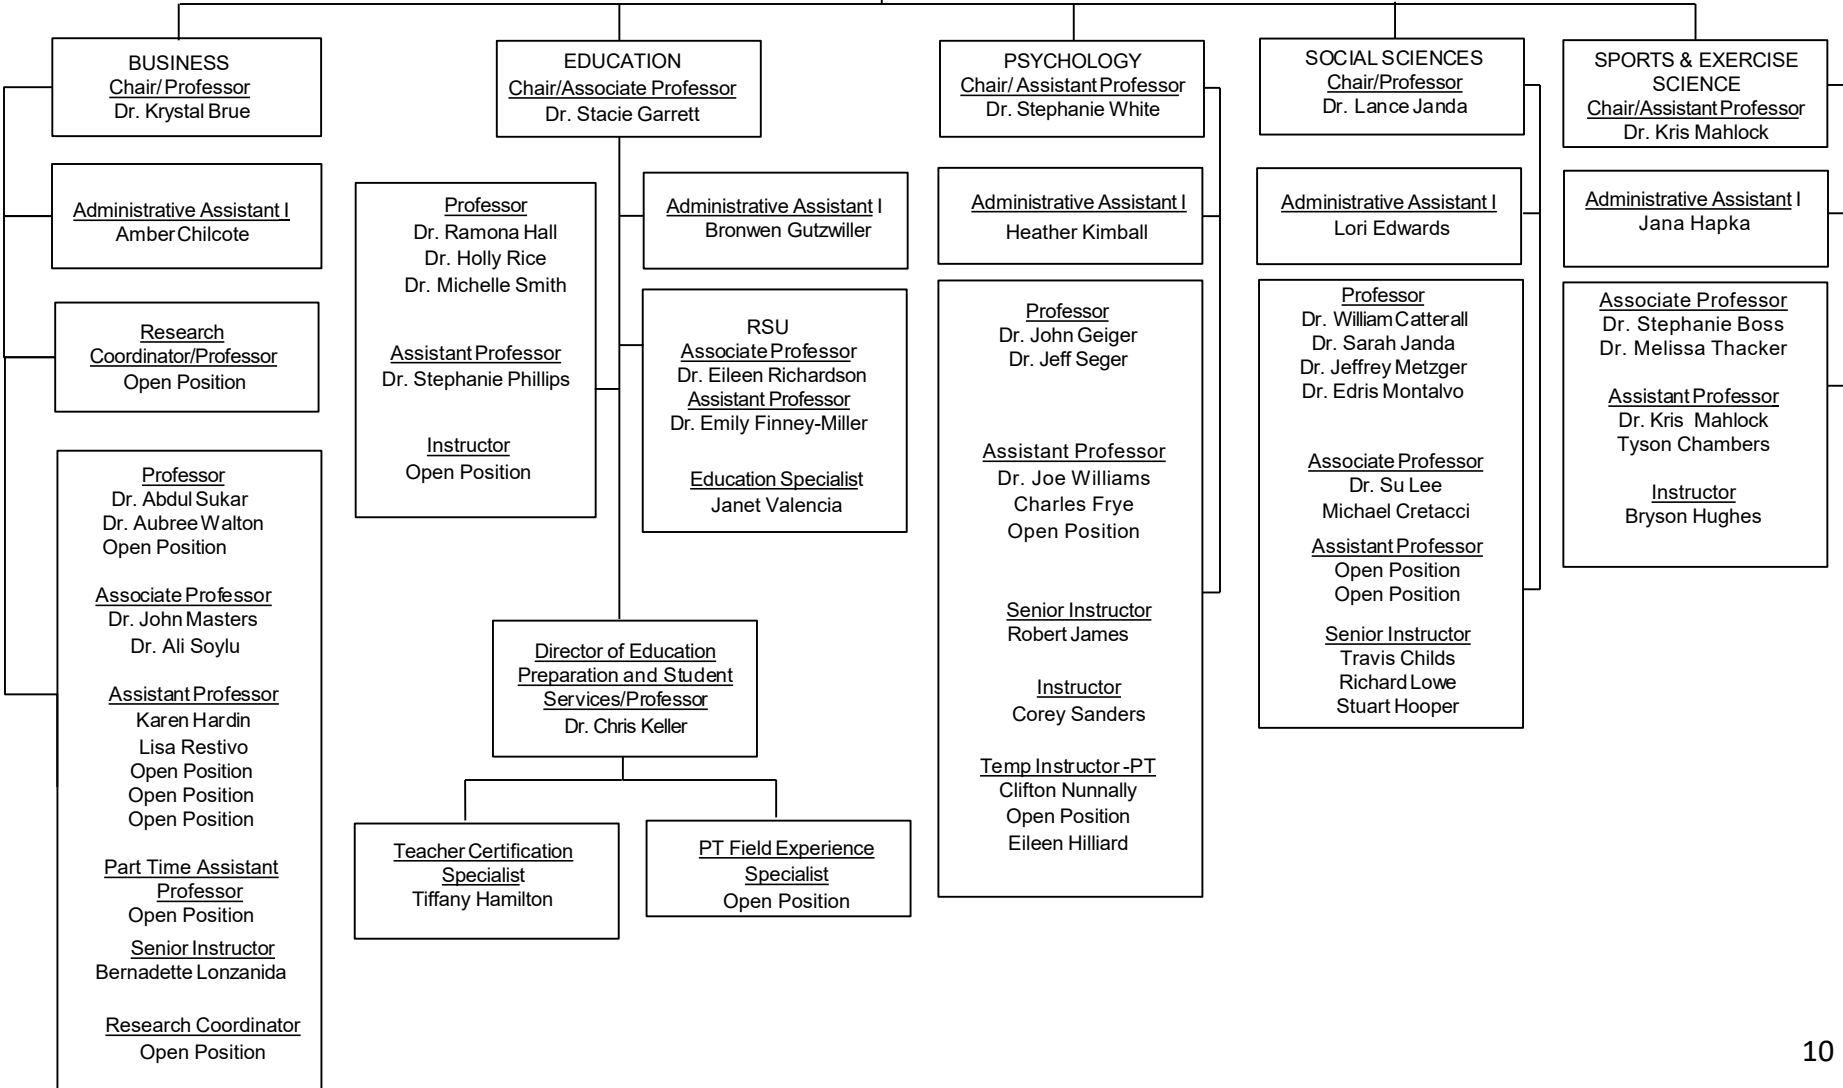 BUSINESS
Chair/ Professor
Dr. Krystal Brue
Administrative Assistant I
Amber Chilcote
Research
Coordinator/Professor
Open Position
Professor
Dr. Abdul Sukar
Dr. Aubree Walton
Open Position
Associate Professor
Dr. John Masters
Dr. Ali Soylu
Assistant Professor
Karen Hardin
Lisa Restivo
Open Position
Open Position
Open Position
Part Time Assistant
Professor
Open Position
Senior Instructor
Bernadette Lonzanida
Research Coordinator
Open Position
EDUCATION
Chair/Associate Professor
Dr. Stacie Garrett
Professor
Dr. Ramona Hall
Dr. Holly Rice
Dr. Michelle Smith
Assistant Professor
Dr. Stephanie Phillips
Instructor
Open Position
Administrative Assistant I
Bronwen Gutzwiller
RSU
Associate Professor
Dr. Eileen Richardson
Assistant Professor
Dr. Emily Finney-Miller
Education Specialist
Janet Valencia
Director of Education
Preparation and Student
Services/Professor
Dr. Chris Keller
Teacher Certification
Specialist
Tiffany Hamilton
PT Field Experience
Specialist
Open Position
PSYCHOLOGY
Chair/ Assistant Professor
Dr. Stephanie White
Administrative Assistant I
Heather Kimball
Professor
Dr. John Geiger
Dr. Jeff Seger
Assistant Professor
Dr. Joe Williams
Charles Frye
Open Position
Senior Instructor
Robert James
Instructor
Corey Sanders
Temp Instructor -PT
Clifton Nunnally
Open Position
Eileen Hilliard
SOCIAL SCIENCES
Chair/Professor
Dr. Lance Janda
Administrative Assistant I
Lori Edwards
Professor
Dr. William Catterall
Dr. Sarah Janda
Dr. Jeffrey Metzger
Dr. Edris Montalvo
Associate Professor
Dr. Su Lee
Michael Cretacci
Assistant Professor
Open Position
Open Position
Senior Instructor
Travis Childs
Richard Lowe
Stuart Hooper
SPORTS & EXERCISE
SCIENCE
Chair/Assistant Professor
Dr. Kris Mahlock
Administrative Assistant I
Jana Hapka
Associate Professor
Dr. Stephanie Boss
Dr. Melissa Thacker
Assistant Professor
Dr. Kris Mahlock
Tyson Chambers
Instructor
Bryson Hughes
10